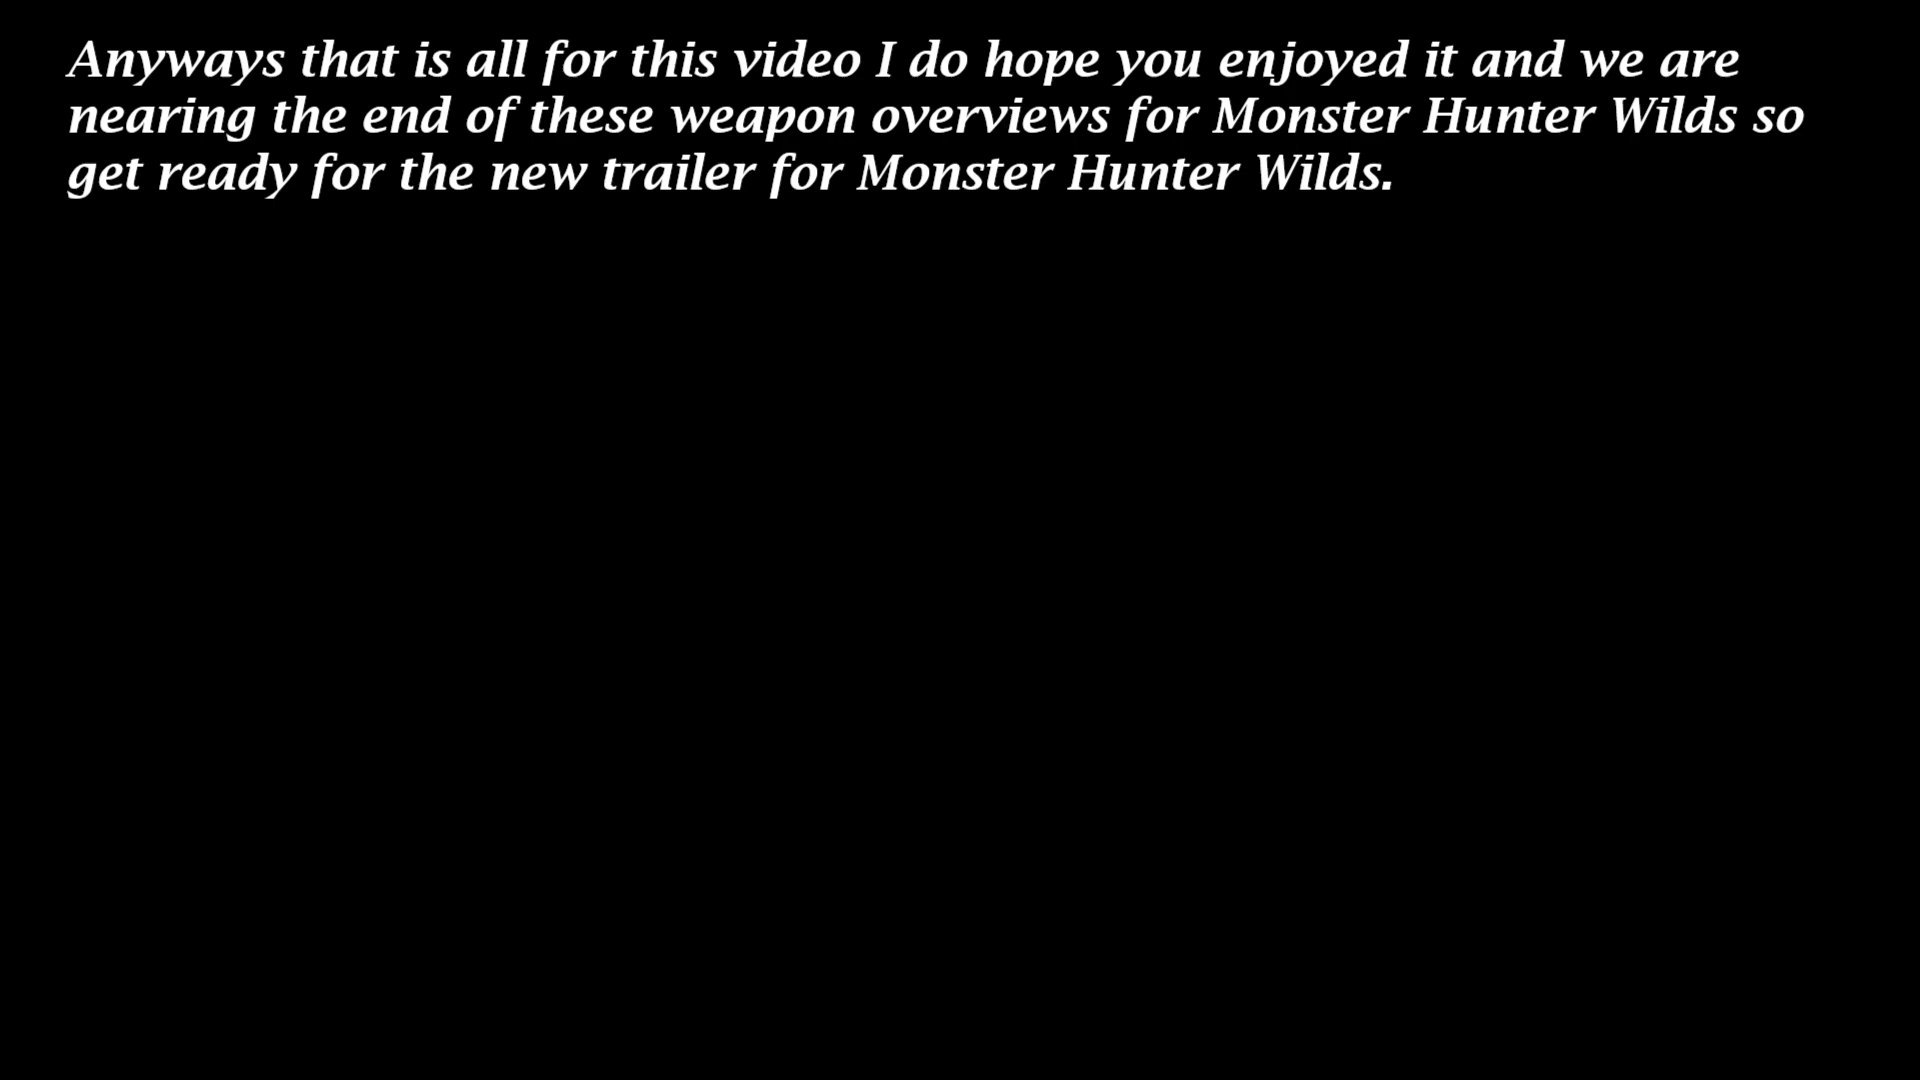 Anyways that is all for this video I do hope you enjoyed it and we are
nearing the end of these weapon overviews for Monster Hunter Wilds so
get ready for the new trailer for Monster Hunter Wilds.